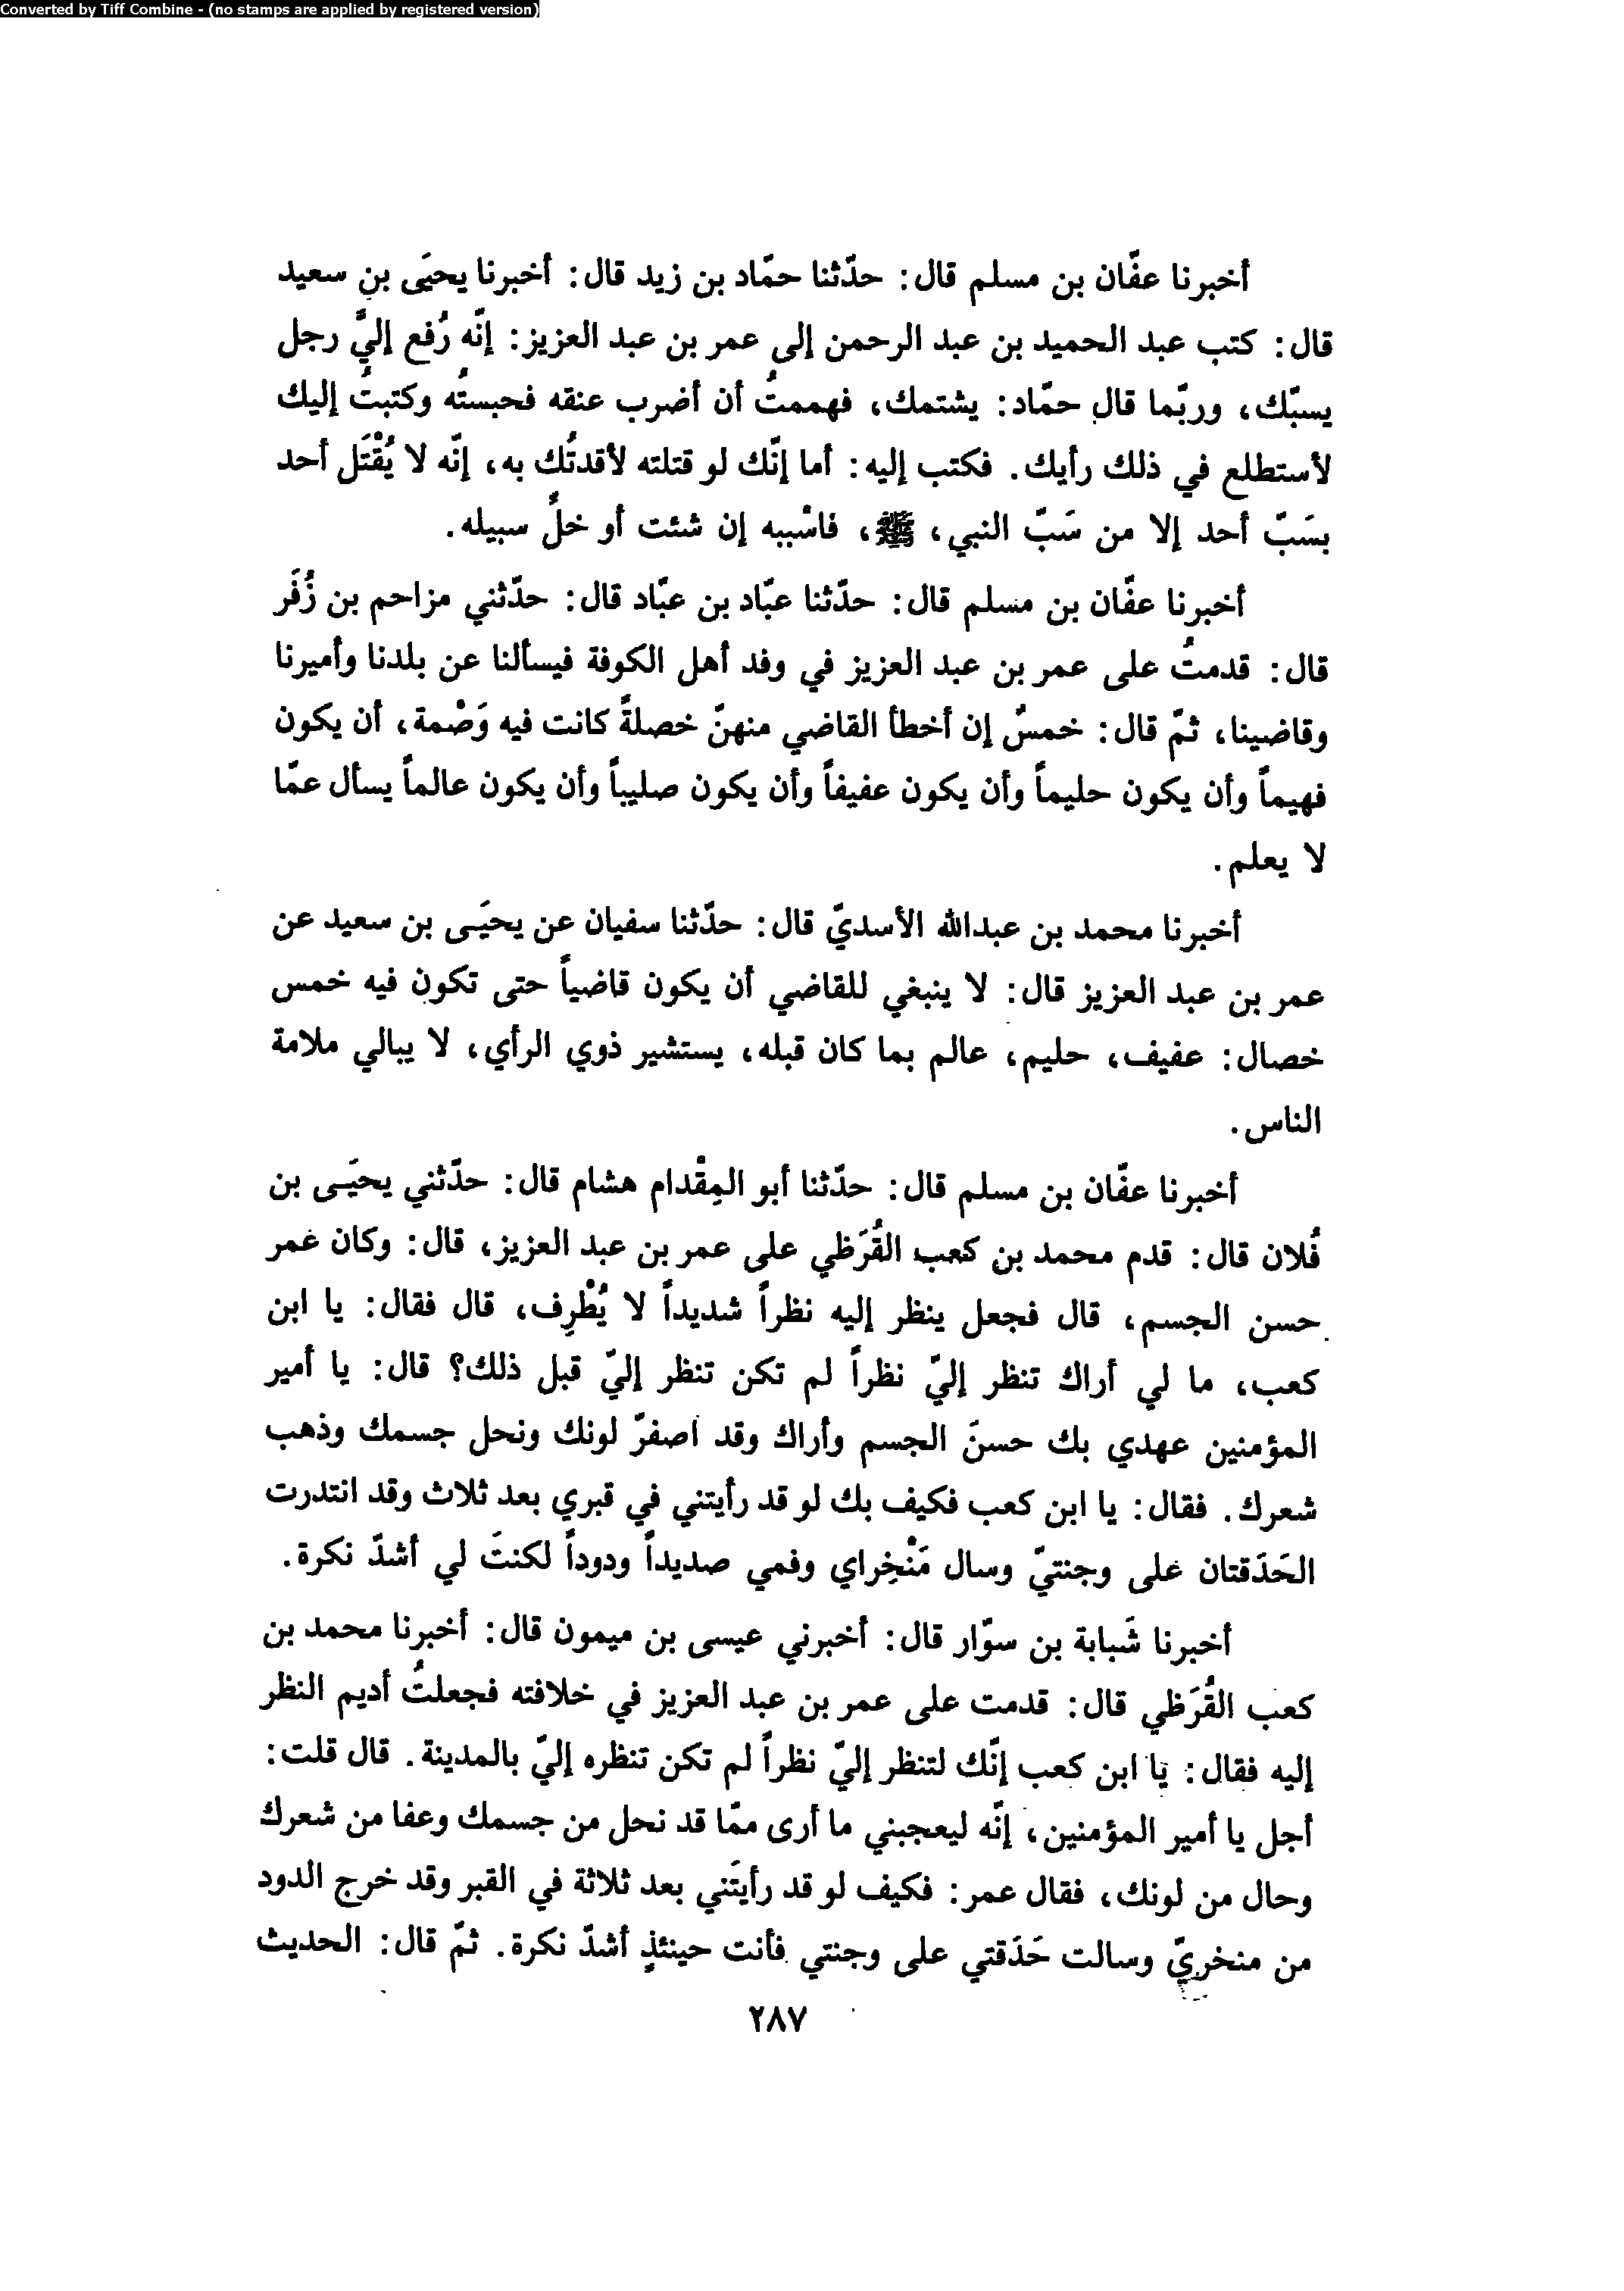 Converted by Tiff Combine - (no stamps are applied by registered version)
أخبرنا عفّان بن مسلم قال: حدّثنا حمّاد بن زيد قال: أخبرنا يحيَى بن سعيد
قال: كتب عبد الحميد بن عبد الرحمن إلى عمر بن عبد العزيز: إنّه رُفع إليّ رجل
يسبّك، وربّما قال حمّاد: يشتمك، فهممتُ أن أضرب عنقه فحبستُه وكتبتُ إليك
لأستطلع في ذلك رأيك. فكتب إليه: أما إنّك لو قتلته لأقدتُك به، إنّه لا يُقْتَل أحد
بسَبّ أحد إلا من سَبّ النبي، ﷺ، فاسْببه إن شئت أو خلّ سبيله.
أخبرنا عفّان بن مسلم قال: حدّثنا عبّاد بن عبّاد قال: حدّثني مزاحم بن زُفَر
قال: قدمتُ على عمر بن عبد العزيز في وفد أهل الكوفة فيسألنا عن بلدنا وأميرنا
وقاضينا، ثمّ قال: خمسٌ إن أخطأ القاضي منهنّ خصلةً كانت فيه وَصْمة، أن يكون
فهيماً وأن يكون حليماً وأن يكون عفيفاً وأن يكون صليباً وأن يكون عالماً يسأل عمّا
لا يعلم.
أخبرنا محمد بن عبدالله الأسديّ قال: حدّثنا سفيان عن يحيَى بن سعيد عن
عمر بن عبد العزيز قال: لا ينبغي للقاضي أن يكون قاضياً حتى تكون فيه خمس
خصال: عفيف، حليم، عالم بما كان قبله، يستشير ذوي الرأي، لا يبالي ملامة
الناس.
أخبرنا عفّان بن مسلم قال: حدّثنا أبو المِقْدام هشام قال: حدّثني يحيَى بن
فُلان قال: قدم محمد بن كعب القُرَظي على عمر بن عبد العزيز، قال: وكان عمر
حسن الجسم، قال فجعل ينظر إليه نظراً شديداً لا يُطْرِف، قال فقال: يا ابن
كعب، ما لي أراك تنظر إليّ نظراً لم تكن تنظر إليّ قبل ذلك؟ قال: يا أمير
المؤمنين عهدي بك حسنَ الجسم وأراك وقد اصفرّ لونك ونحل جسمك وذهب
شعرك. فقال: يا ابن كعب فكيف بك لو قد رأيتني في قبري بعد ثلاث وقد انتدرت
الحَدَقتان على وجنتيّ وسال مَنْخِراي وفمي صديداً ودوداً لكنتَ لي أشدّ نكرة.
أخبرنا شَبابة بن سوّار قال: أخبرني عيسى بن ميمون قال: أخبرنا محمد بن
كعب القُرَظي قال: قدمت على عمر بن عبد العزيز في خلافته فجعلتُ أديم النظر
إليه فقال: يا ابن كعب إنّك لتنظر إليّ نظراً لم تكن تنظره إليّ بالمدينة. قال قلت:
أجل يا أمير المؤمنين، إنّه ليعجبني ما أرى ممّا قد نحل من جسمك وعفا من شعرك
وحال من لونك، فقال عمر: فكيف لو قد رأيتَني بعد ثلاثة في القبر وقد خرج الدود
من منخريّ وسالت حَدَقتي على وجنتي فأنت حينئذٍ أشدّ نكرة. ثمّ قال: الحديث
٢٨٧